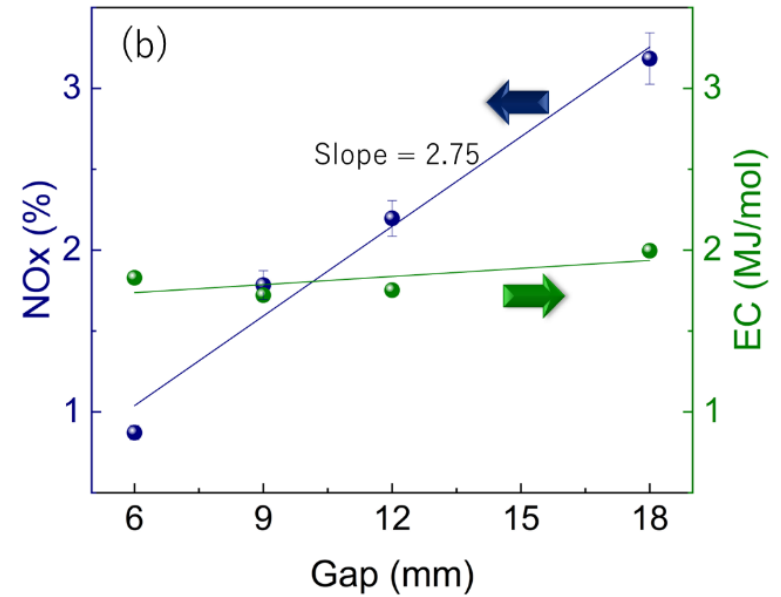 (b)
Slope = 2.75
NOx (%)
3
2
1
EC (MJ/mol)
3
2
1
6 9 12 15 18
Gap (mm)